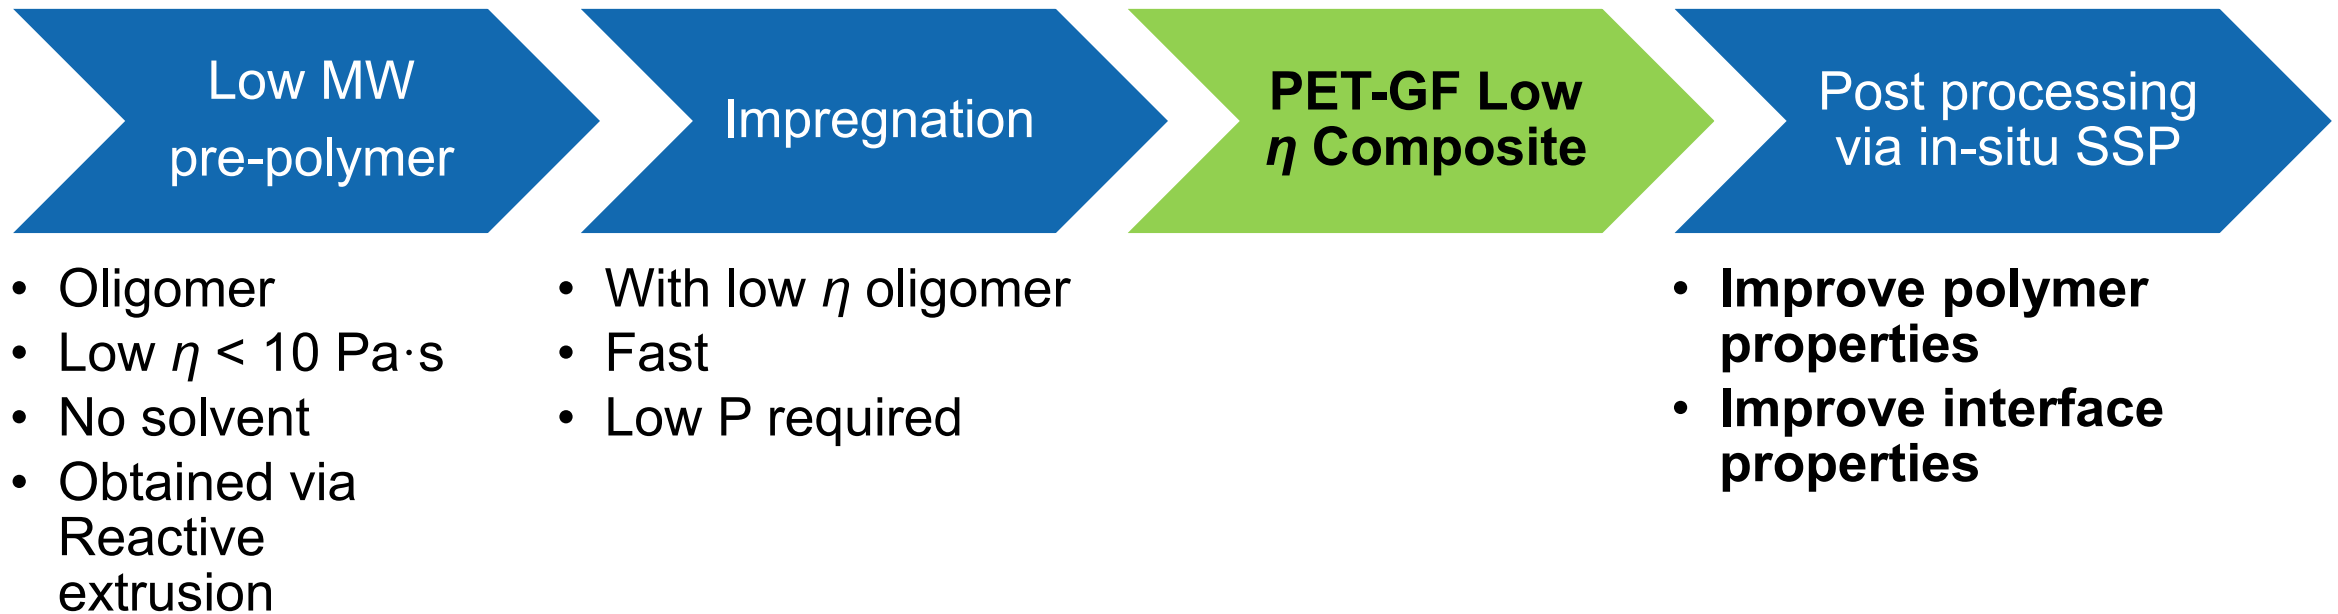 Low MW
pre-polymer
Impregnation
PET-GF Low
η Composite
Post processing
via in-situ SSP
• Oligomer
• Low η < 10 Pa·s
• No solvent
• Obtained via
Reactive
extrusion
• With low η oligomer
• Fast
• Low P required
• Improve polymer
properties
• Improve interface
properties